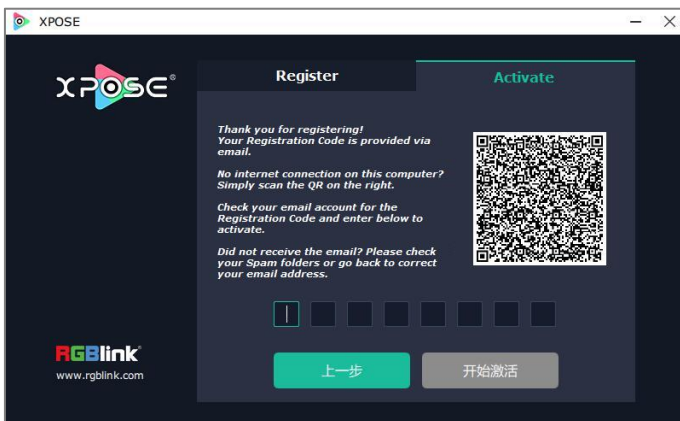 XPOSE
XPOSE®
Register
Activate
Thank you for registering!
Your Registration Code is provided via
email.
No internet connection on this computer?
Simply scan the QR on the right.
Check your email account for the
Registration Code and enter below to
activate.
Did not receive the email? Please check
your Spam folders or go back to correct
your email address.
上一步
开始激活
RGBlink®
www.rgblink.com